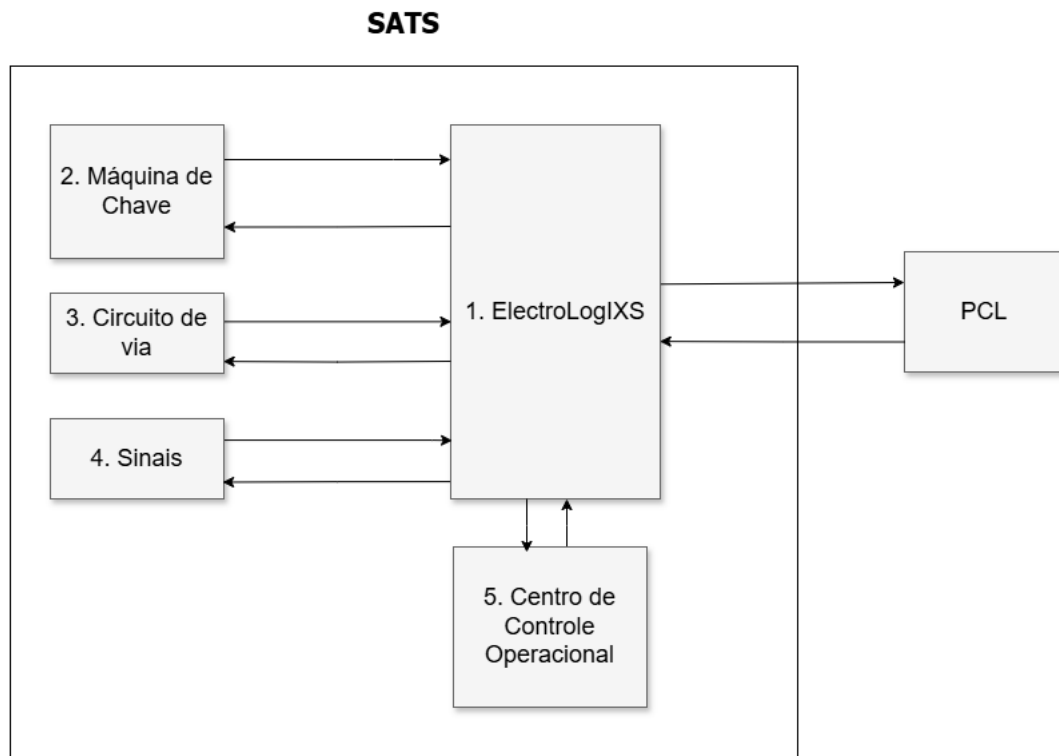 SATS
2. Máquina de
Chave
3. Circuito de
via
4. Sinais
1. ElectroLogIXS
PCL
5. Centro de
Controle
Operacional